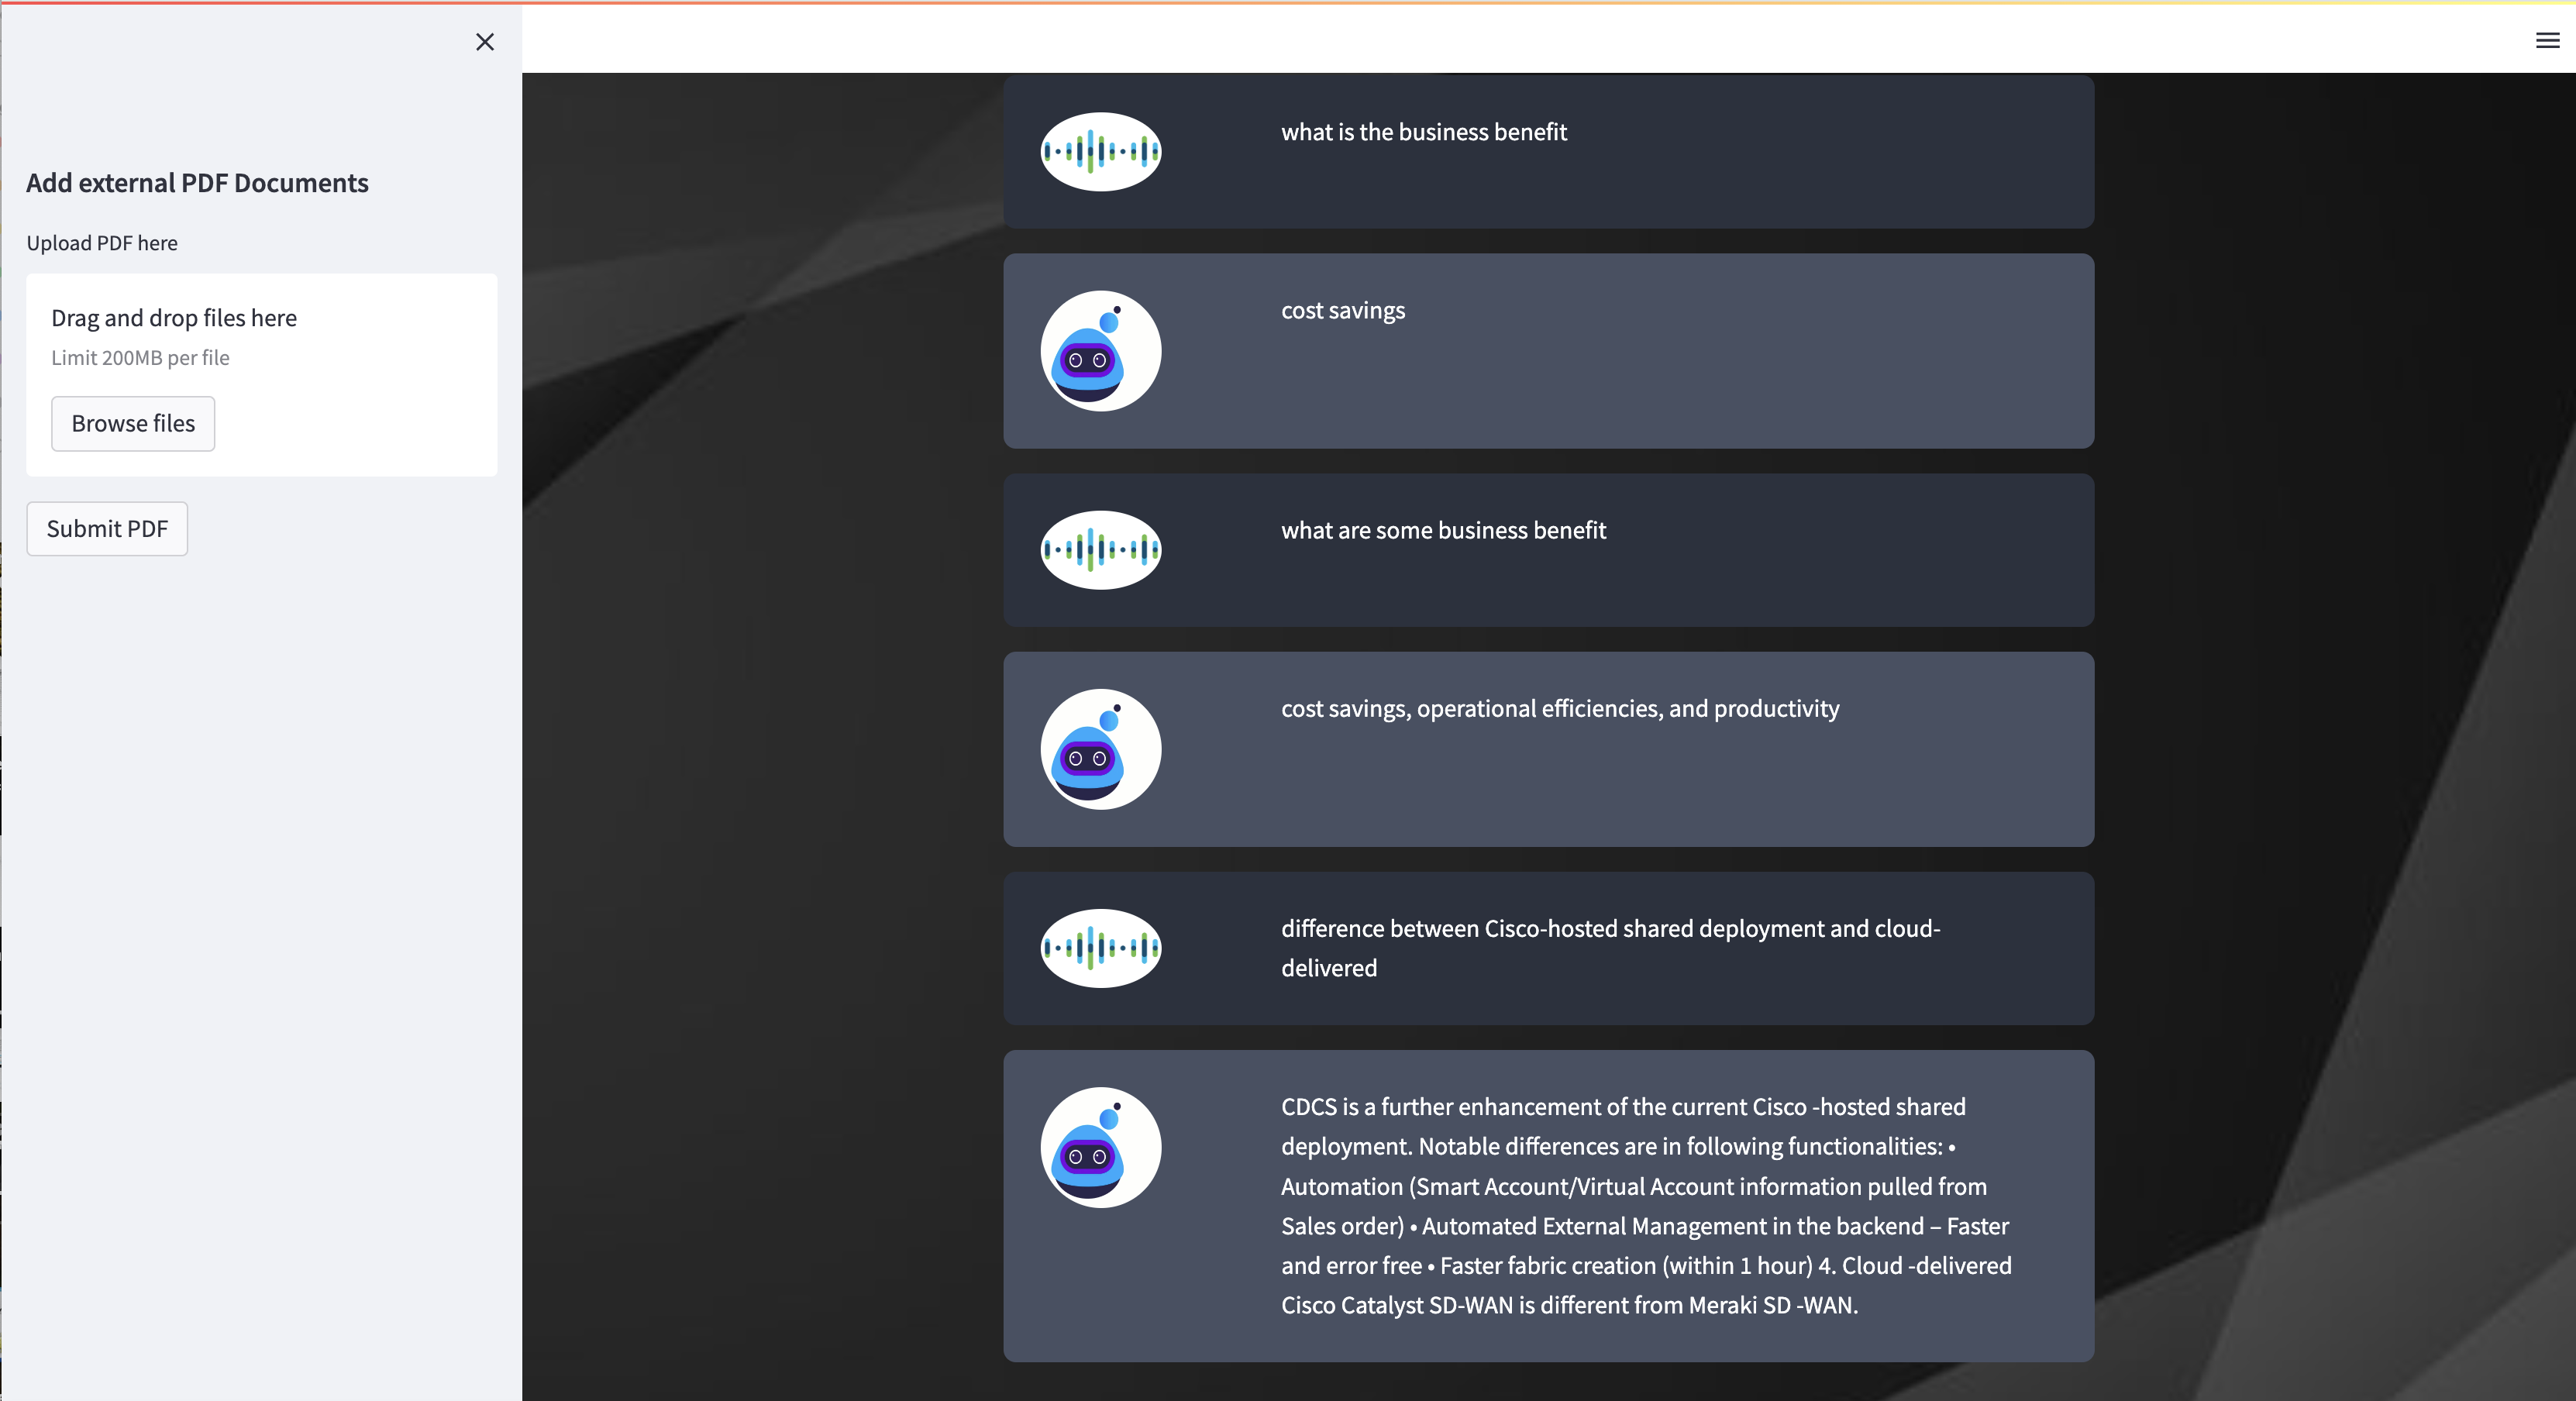 Add external PDF Documents
Upload PDF here
Drag and drop files here
Limit 200MB per file
Browse files
Submit PDF
what is the business benefit
cost savings
what are some business benefit
cost savings, operational efficiencies, and productivity
difference between Cisco-hosted shared deployment and cloud-
delivered
CDCS is a further enhancement of the current Cisco -hosted shared
deployment. Notable differences are in following functionalities: •
Automation (Smart Account/Virtual Account information pulled from
Sales order) • Automated External Management in the backend – Faster
and error free • Faster fabric creation (within 1 hour) 4. Cloud -delivered
Cisco Catalyst SD-WAN is different from Meraki SD -WAN.